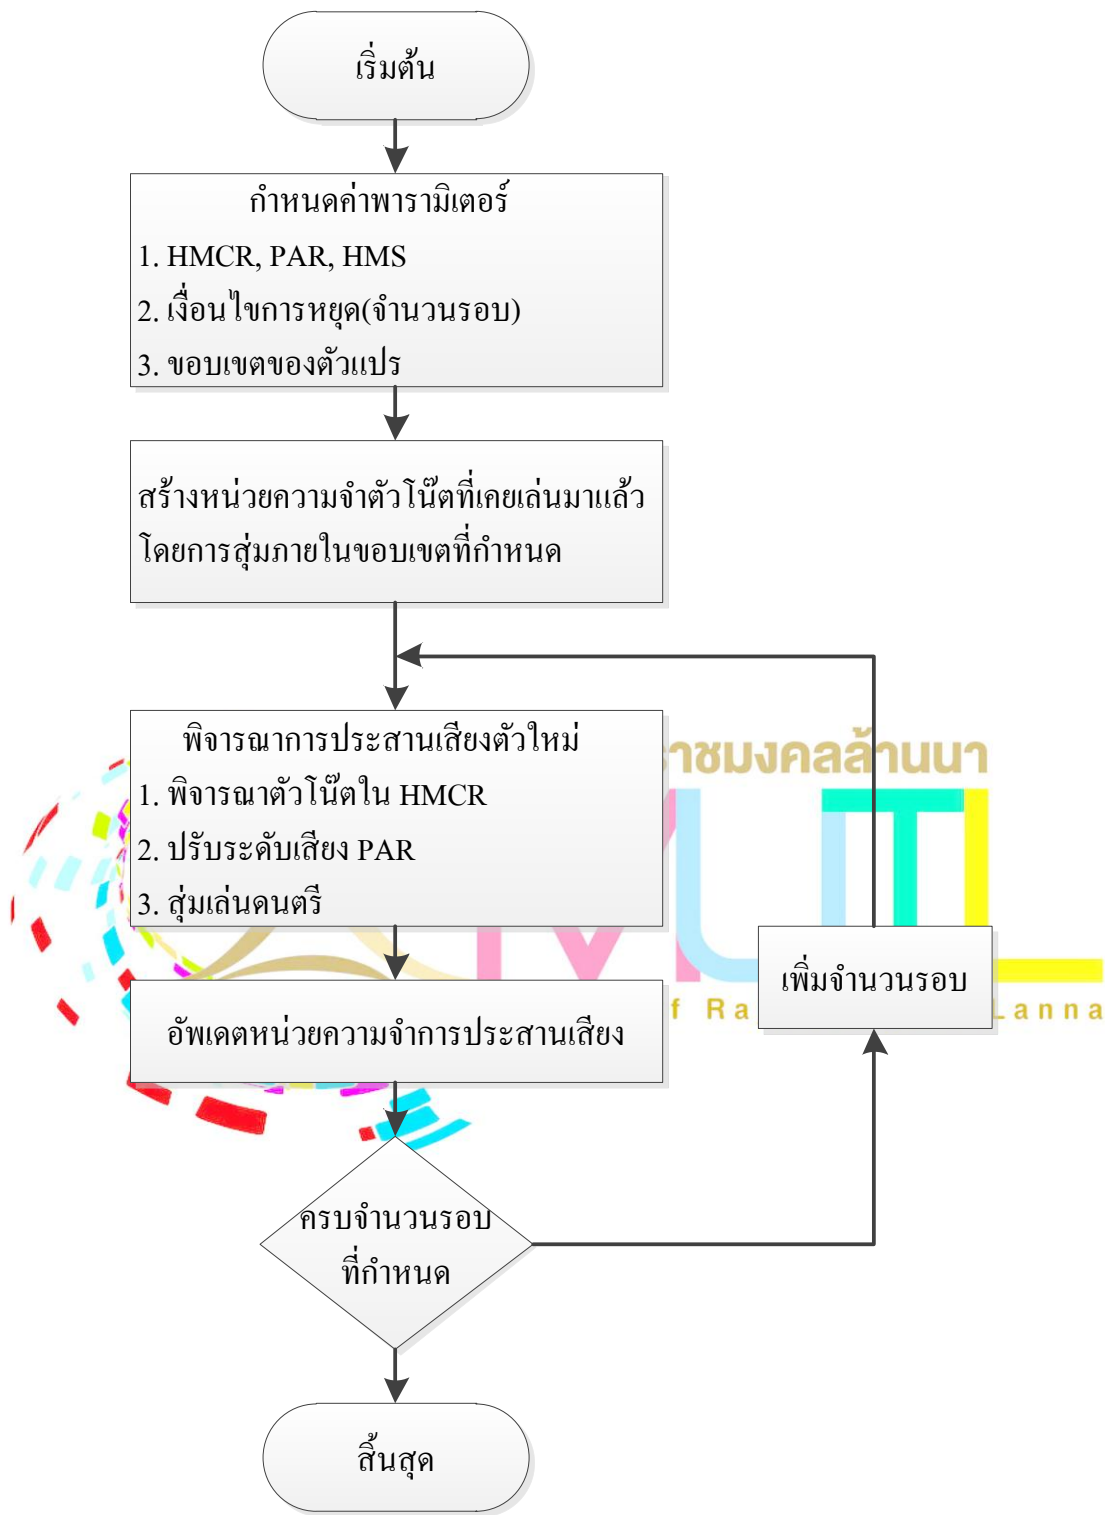 เริ่มต้น
กำหนดค่าพารามิเตอร์
1. HMCR, PAR, HMS
2. เงื่อนไขการหยุด(จำนวนรอบ)
3. ขอบเขตของตัวแปร
สร้างหน่วยความจำตัวโน๊ตที่เคยเล่นมาแล้ว
โดยการสุ่มภายในขอบเขตที่กำหนด
พิจารณาการประสานเสียงตัวใหม่
1. พิจารณาตัวโน๊ตใน HMCR
2. ปรับระดับเสียง PAR
3. สุ่มเล่นดนตรี
อัพเดตหน่วยความจำการประสานเสียง
ครบจำนวนรอบ
ที่กำหนด
เพิ่มจำนวนรอบ
สิ้นสุด
ราชมงคลล้านนา
f Ra
Lanna